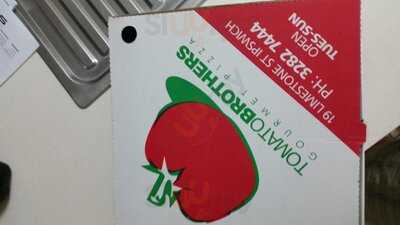 19 LIMESTONE ST IPSWICH
PH: 3282 7444
OPEN
TUES SUN
TOMATOBROTHERS
GOURMET PIZZA